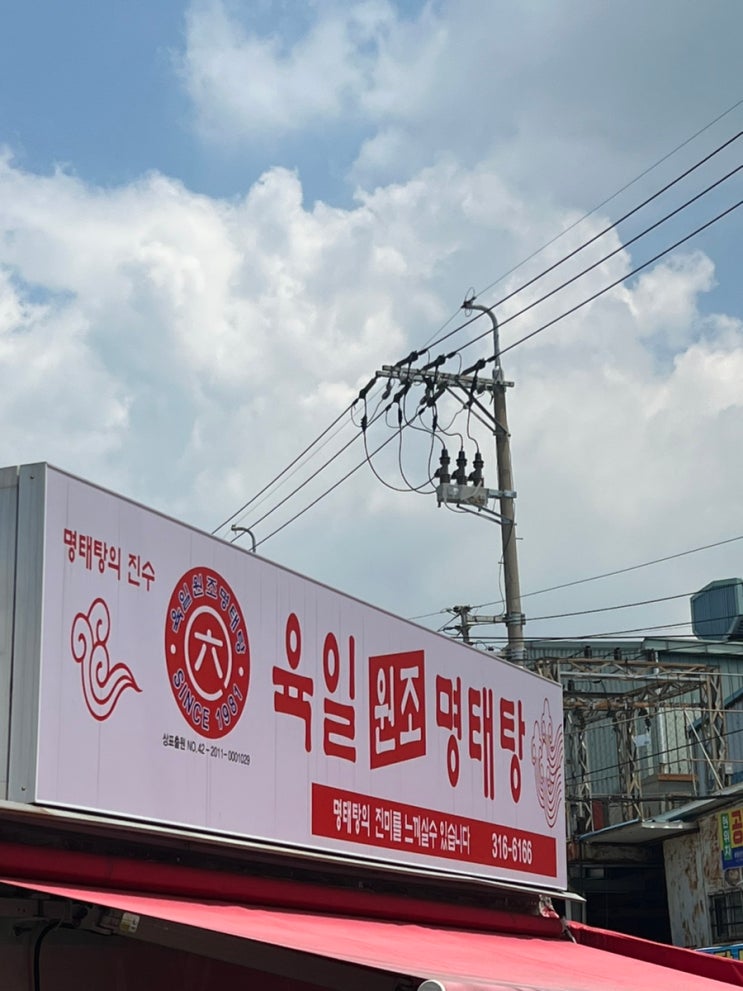 명태탕의 진수
육일원조명태탕
六
SINCE 1981
상표출원 NO.42-2011-0001029
육일 원조 명태탕
명태탕의 진미를 느끼실수 있습니다 316-6166